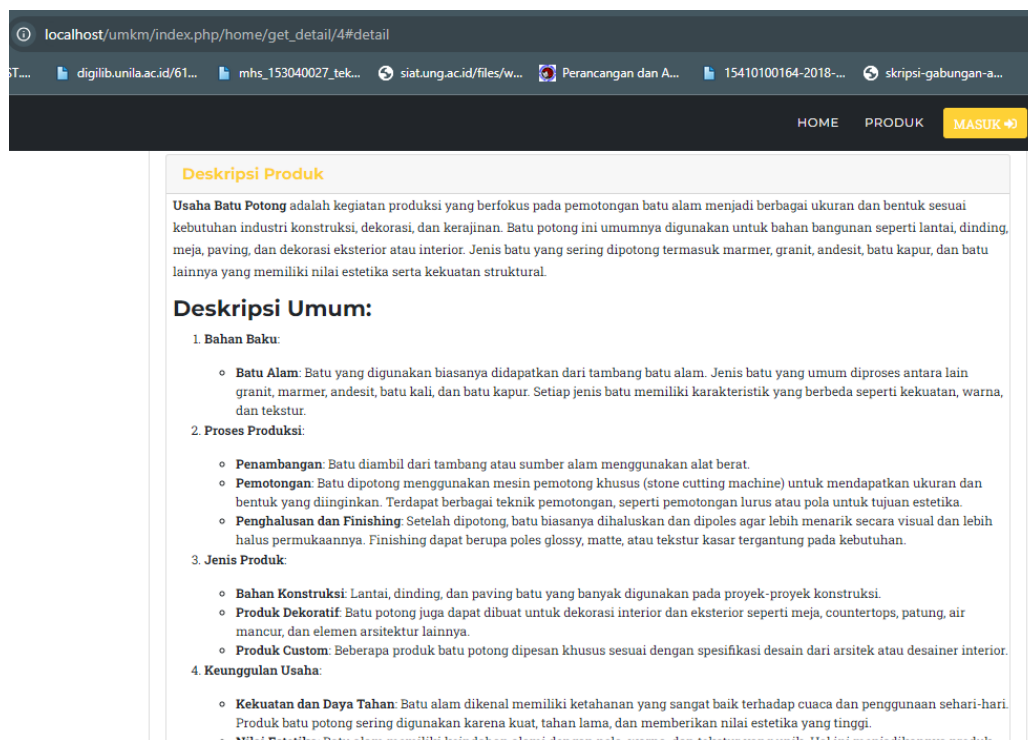 localhost/umkm/index.php/home/get_detail/4#detail
ST.... digilib.unila.ac.id/61... mhs_153040027_tek... siat.ung.ac.id/files/w... Perancangan dan A... 15410100164-2018-... skripsi-gabungan-a...
HOME PRODUK MASUK
Deskripsi Produk
Usaha Batu Potong adalah kegiatan produksi yang berfokus pada pemotongan batu alam menjadi berbagai ukuran dan bentuk sesuai
kebutuhan industri konstruksi, dekorasi, dan kerajinan. Batu potong ini umumnya digunakan untuk bahan bangunan seperti lantai, dinding,
meja, paving, dan dekorasi eksterior atau interior. Jenis batu yang sering dipotong termasuk marmer, granit, andesit, batu kapur, dan batu
lainnya yang memiliki nilai estetika serta kekuatan struktural.
Deskripsi Umum:
1. Bahan Baku:
Batu Alam: Batu yang digunakan biasanya didapatkan dari tambang batu alam. Jenis batu yang umum diproses antara lain
granit, marmer, andesit, batu kali, dan batu kapur. Setiap jenis batu memiliki karakteristik yang berbeda seperti kekuatan, warna,
dan tekstur.
2. Proses Produksi:
Penambangan: Batu diambil dari tambang atau sumber alam menggunakan alat berat.
Pemotongan: Batu dipotong menggunakan mesin pemotong khusus (stone cutting machine) untuk mendapatkan ukuran dan
bentuk yang diinginkan. Terdapat berbagai teknik pemotongan, seperti pemotongan lurus atau pola untuk tujuan estetika.
Penghalusan dan Finishing: Setelah dipotong, batu biasanya dihaluskan dan dipoles agar lebih menarik secara visual dan lebih
halus permukaannya. Finishing dapat berupa poles glossy, matte, atau tekstur kasar tergantung pada kebutuhan.
3. Jenis Produk:
Bahan Konstruksi: Lantai, dinding, dan paving batu yang banyak digunakan pada proyek-proyek konstruksi.
Produk Dekoratif: Batu potong juga dapat dibuat untuk dekorasi interior dan eksterior seperti meja, countertops, patung, air
mancur, dan elemen arsitektur lainnya.
Produk Custom: Beberapa produk batu potong dipesan khusus sesuai dengan spesifikasi desain dari arsitek atau desainer interior.
4. Keunggulan Usaha:
Kekuatan dan Daya Tahan: Batu alam dikenal memiliki ketahanan yang sangat baik terhadap cuaca dan penggunaan sehari-hari.
Produk batu potong sering digunakan karena kuat, tahan lama, dan memberikan nilai estetika yang tinggi.